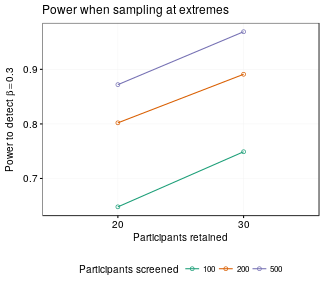 Power when sampling at extremes
Power to detect β=0.3
0.9
0.8
0.7
20 30
Participants retained
Participants screened 100 200 500